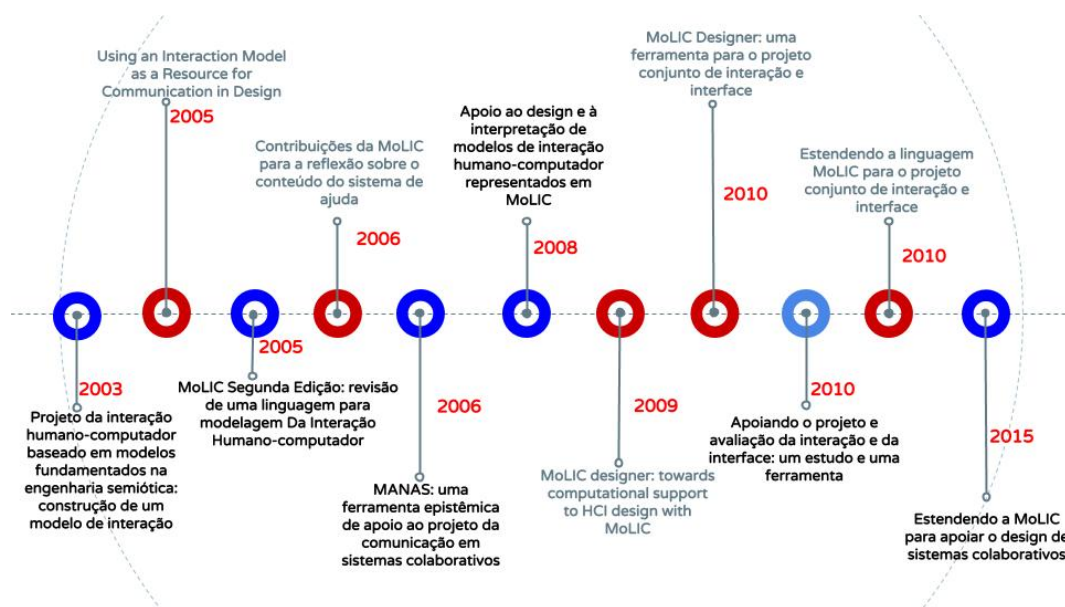 Using an Interaction Model
as a Resource for
Communication in Design
2005
Contribuições da MoLIC
para a reflexão sobre o
conteúdo do sistema de
ajuda
2006
Apoio ao design e à
interpretação de
modelos de interação
humano-computador
representados em
MoLIC
2008
MoLIC Designer: uma
ferramenta para o projeto
conjunto de interação e
interface
2010
Estendendo a linguagem
MoLIC para o projeto
conjunto de interação e
interface
2010
2003
Projeto da interação
humano-computador
baseado em modelos
fundamentados na
engenharia semiótica:
construção de um
modelo de interação
2005
MoLIC Segunda Edição: revisão
de uma linguagem para
modelagem Da Interação
Humano-computador
2006
MANAS: uma
ferramenta epistêmica
de apoio ao projeto da
comunicação em
sistemas colaborativos
2009
MoLIC designer: towards
computational support
to HCI design with
MoLIC
2010
Apoiando o projeto e
avaliação da interação e da
interface: um estudo e uma
ferramenta
2015
Estendendo a MoLIC
para apoiar o design de
sistemas colaborativos